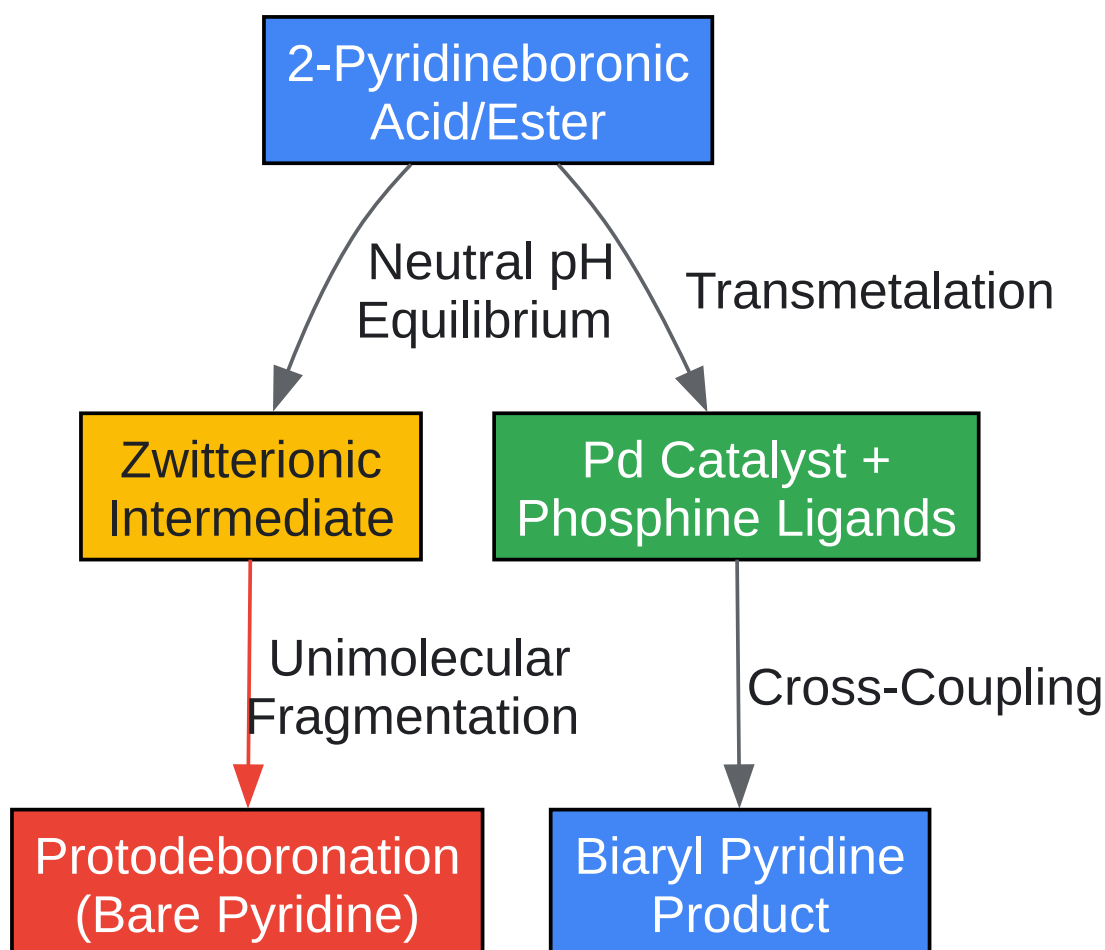 2-Pyridineboronic
Acid/Ester
Neutral pH
Equilibrium
Transmetalation
Zwitterionic
Intermediate
Pd Catalyst +
Phosphine Ligands
Unimolecular
Fragmentation
Cross-Coupling
Protodeboronation
(Bare Pyridine)
Biaryl Pyridine
Product